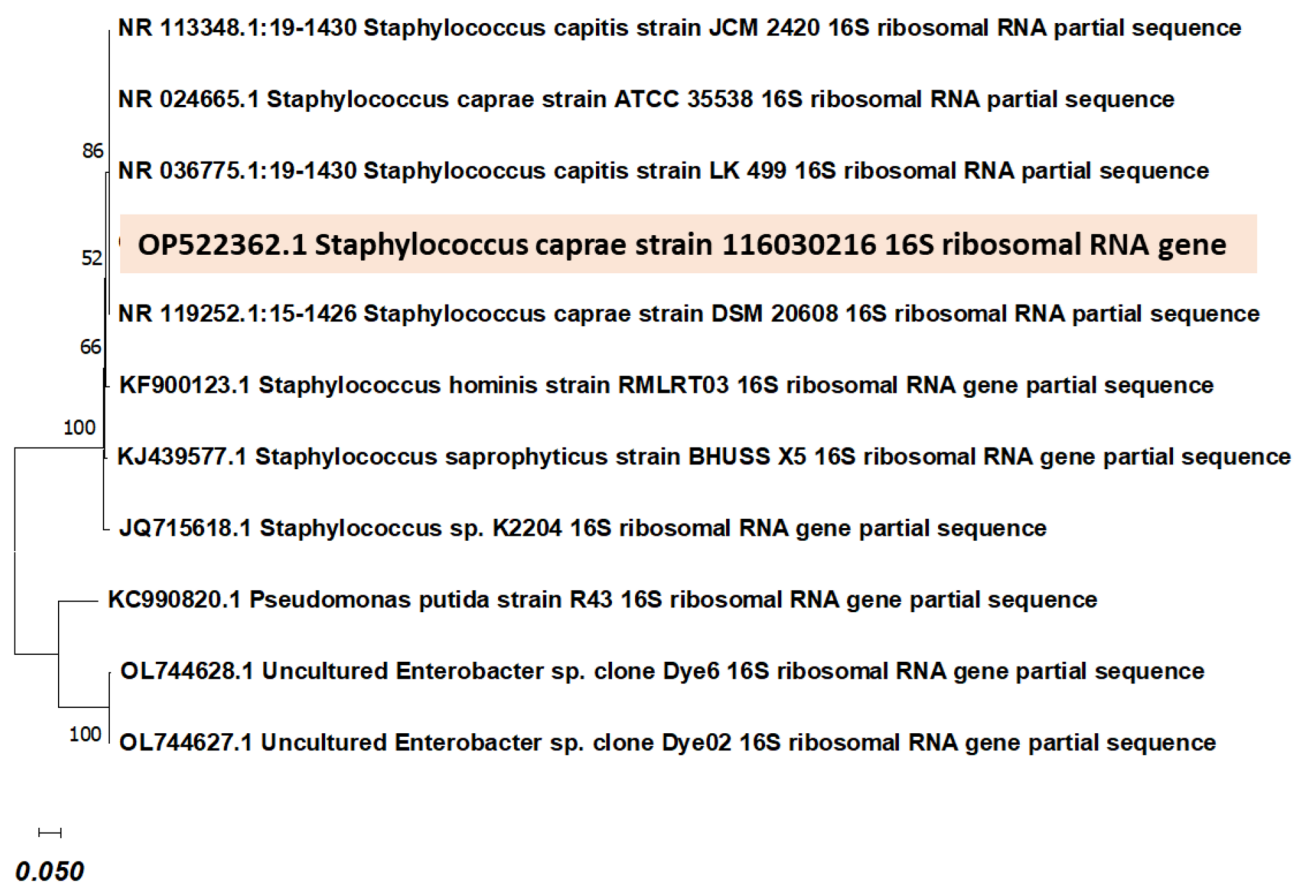 NR 113348.1:19-1430 Staphylococcus capitis strain JCM 2420 16S ribosomal RNA partial sequence
NR 024665.1 Staphylococcus caprae strain ATCC 35538 16S ribosomal RNA partial sequence
86
NR 036775.1:19-1430 Staphylococcus capitis strain LK 499 16S ribosomal RNA partial sequence
OP522362.1 Staphylococcus caprae strain 116030216 16S ribosomal RNA gene
52
NR 119252.1:15-1426 Staphylococcus caprae strain DSM 20608 16S ribosomal RNA partial sequence
66
KF900123.1 Staphylococcus hominis strain RMLRT03 16S ribosomal RNA gene partial sequence
100
KJ439577.1 Staphylococcus saprophyticus strain BHUSS X5 16S ribosomal RNA gene partial sequence
JQ715618.1 Staphylococcus sp. K2204 16S ribosomal RNA gene partial sequence
KC990820.1 Pseudomonas putida strain R43 16S ribosomal RNA gene partial sequence
OL744628.1 Uncultured Enterobacter sp. clone Dye6 16S ribosomal RNA gene partial sequence
100
OL744627.1 Uncultured Enterobacter sp. clone Dye02 16S ribosomal RNA gene partial sequence
0.050